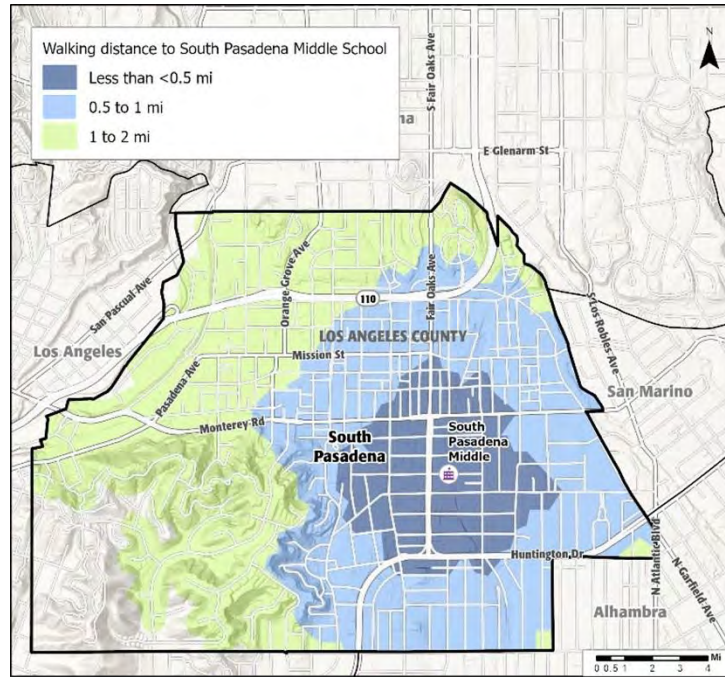 Walking distance to South Pasadena Middle School
Less than <0.5 mi
0.5 to 1 mi
1 to 2 mi
N
S Fair Oaks Ave
na
E Glenarm St
San Pascual Ave
Orange Grove Ave
110
Fair Oaks Ave
S Los Robles Ave
Los Angeles
LOS ANGELES COUNTY
Mission St
Pasadena Ave
San Marino
Monterey Rd
South
Pasadena
South
Pasadena
Middle
Huntington Dr
N Atlantic Blvd
N Garfield Ave
Alhambra
Mi
0 0.5 1 2 3 4